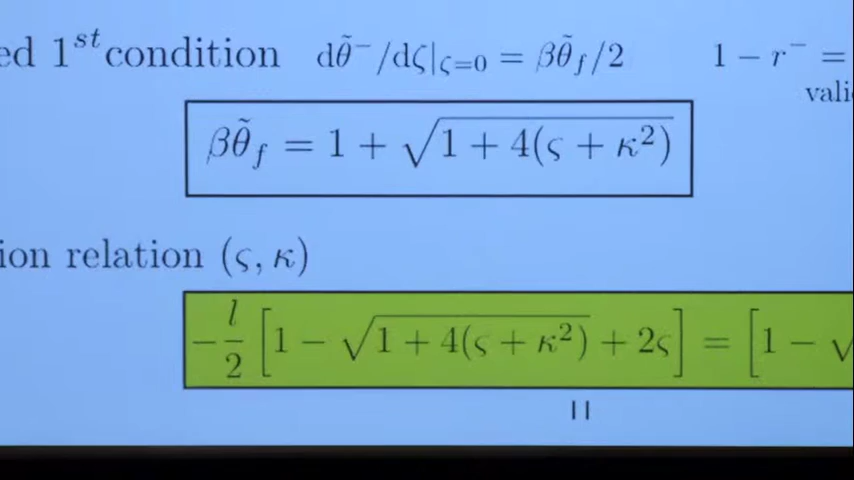 ed 1^{st} condition dθ̃⁻/dζ|_{ζ=0} = βθ̃_f/2 1 − r⁻ =
vali
βθ̃_f = 1 + √(1 + 4(ς + κ²))
ion relation (ς, κ)
−l/2 [1 − √(1 + 4(ς + κ²)) + 2ς] = [1 − √